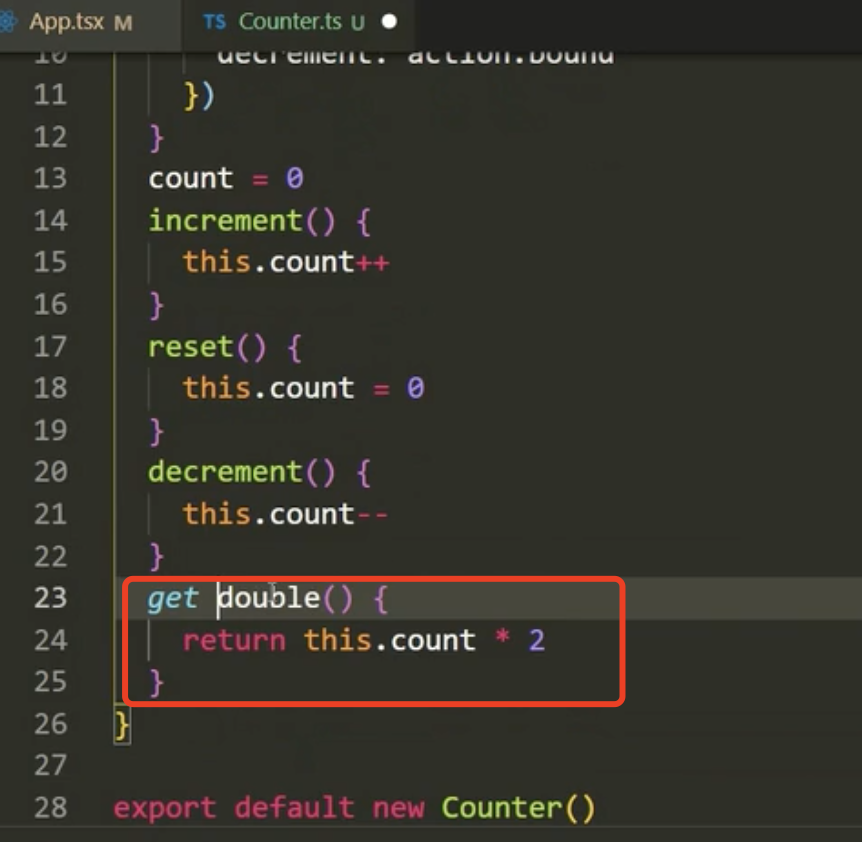 App.tsx M TS Counter.ts U
10 decrement: action.bound
11 })
12 }
13 count = 0
14 increment() {
15 this.count++
16 }
17 reset() {
18 this.count = 0
19 }
20 decrement() {
21 this.count--
22 }
23 get double() {
24 return this.count * 2
25 }
26 }
27
28 export default new Counter()